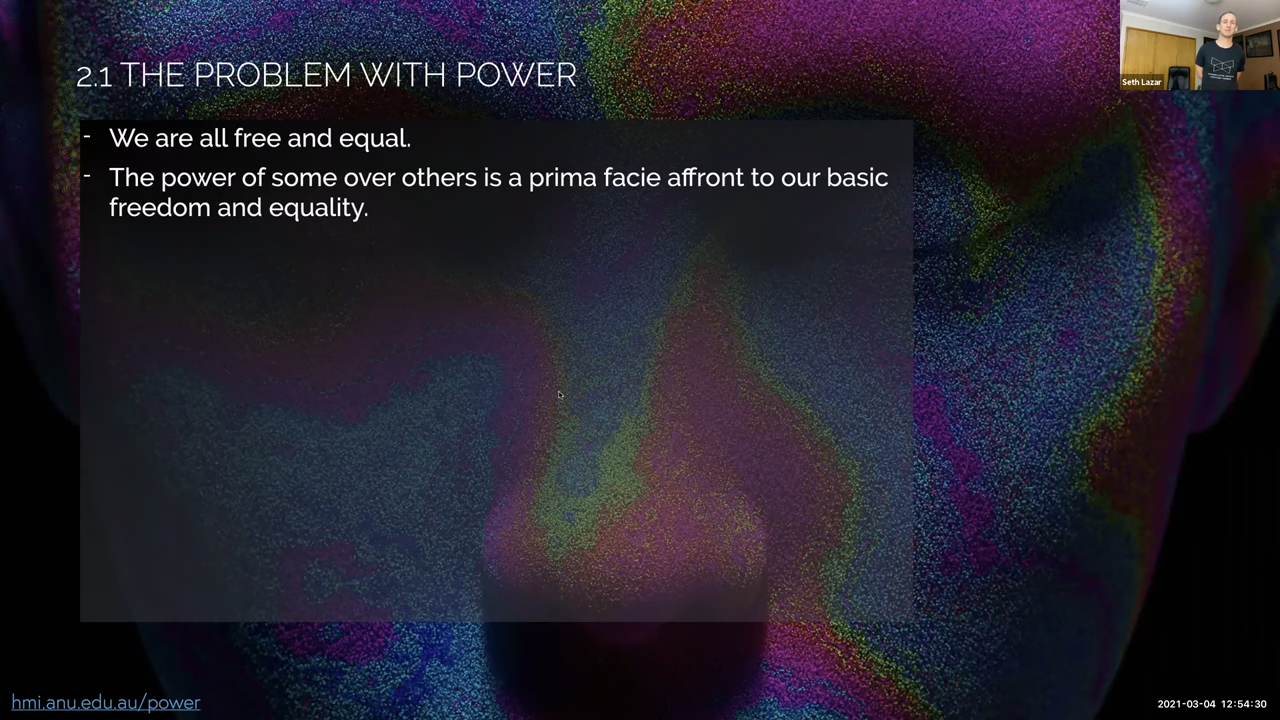 2.1 THE PROBLEM WITH POWER
Seth Lazar
- We are all free and equal.
- The power of some over others is a prima facie affront to our basic
freedom and equality.
hmi.anu.edu.au/power
2021-03-04 12:54:30